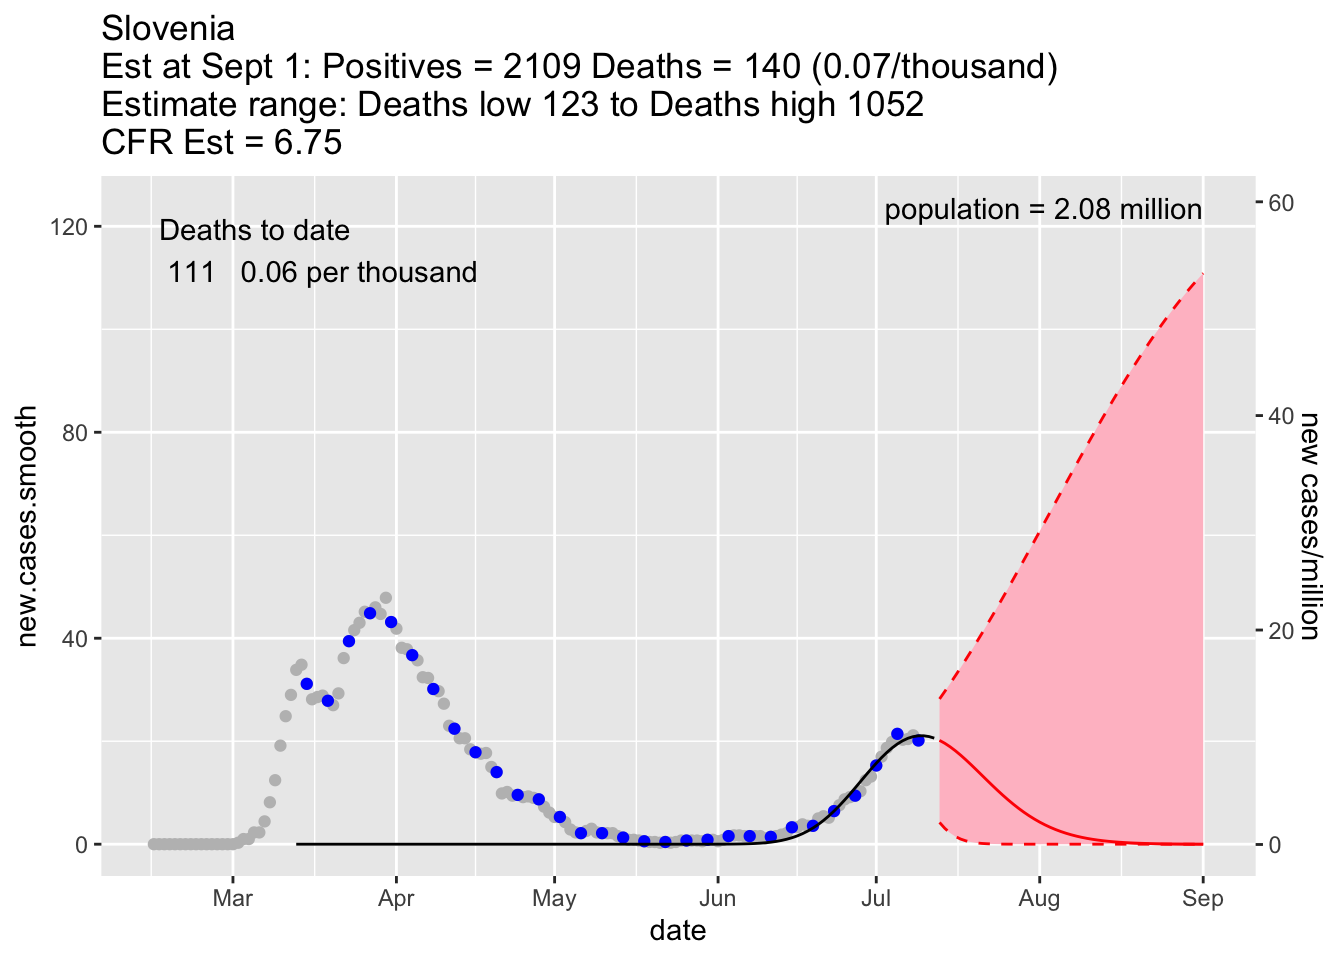 Slovenia
Est at Sept 1: Positives = 2109 Deaths = 140 (0.07/thousand)
Estimate range: Deaths low 123 to Deaths high 1052
CFR Est = 6.75
Deaths to date
111 0.06 per thousand
population = 2.08 million
120
80
40
0
new.cases.smooth
60
40
20
0
new cases/million
Mar Apr May Jun Jul Aug Sep
date